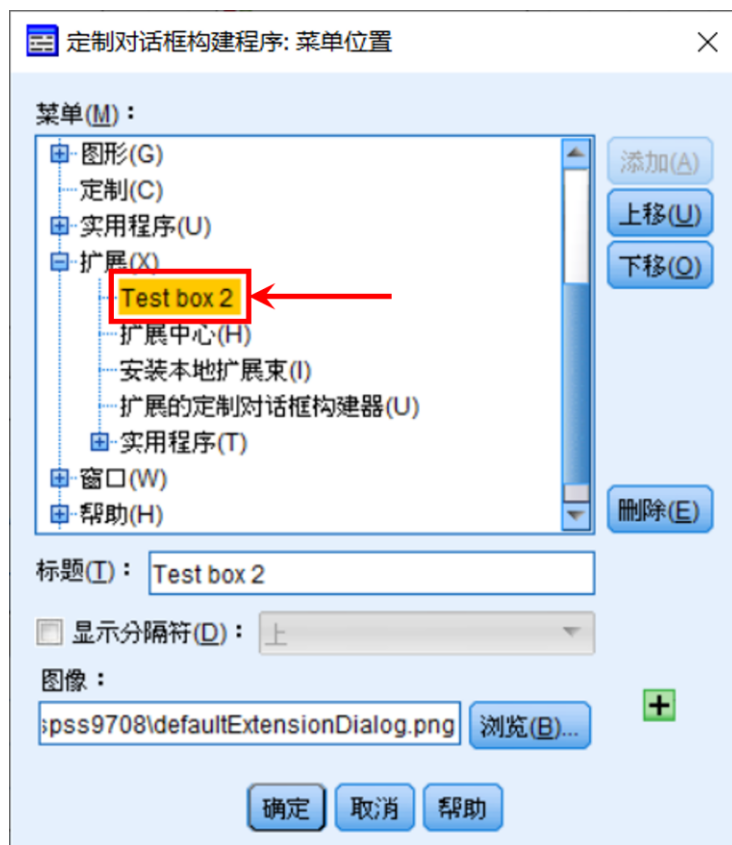 定制对话框构建程序: 菜单位置
菜单(M)：
图形(G)
添加(A)
定制(C)
上移(U)
实用程序(U)
扩展(X)
下移(O)
Test box 2
扩展中心(H)
安装本地扩展束(I)
扩展的定制对话框构建器(U)
实用程序(T)
窗口(W)
帮助(H)
删除(E)
标题(T)： Test box 2
显示分隔符(D)： 上
图像：
spss9708\defaultExtensionDialog.png 浏览(B)...
确定 取消 帮助